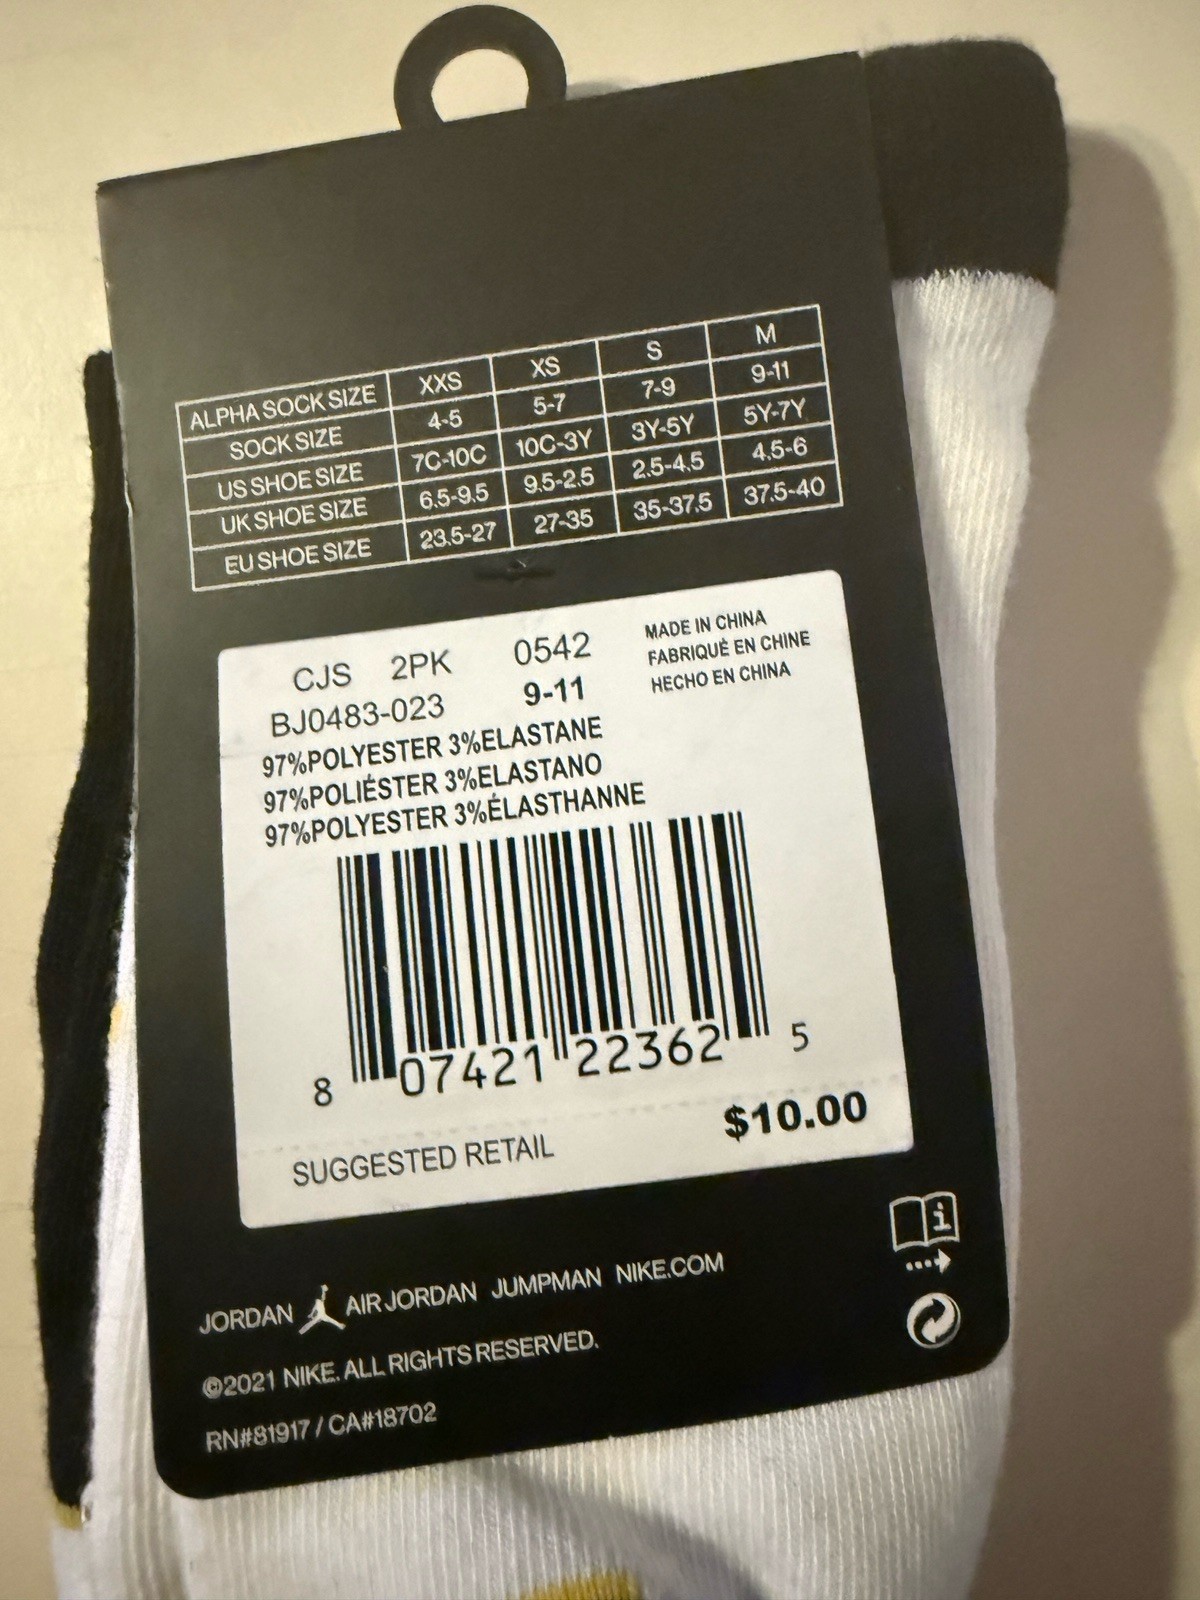 ALPHA SOCK SIZE XXS XS S M
SOCK SIZE 4-5 5-7 7-9 9-11
US SHOE SIZE 7C-10C 10C-3Y 3Y-5Y 5Y-7Y
UK SHOE SIZE 6.5-9.5 9.5-2.5 2.5-4.5 4.5-6
EU SHOE SIZE 23.5-27 27-35 35-37.5 37.5-40
CJS 2PK 0542
BJ0483-023 9-11
MADE IN CHINA
FABRIQUÉ EN CHINE
HECHO EN CHINA
97%POLYESTER 3%ELASTANE
97%POLIÉSTER 3%ELASTANO
97%POLYESTER 3%ÉLASTHANNE
8 07421 22362 5
$10.00
SUGGESTED RETAIL
JORDAN AIR JORDAN JUMPMAN NIKE.COM
©2021 NIKE. ALL RIGHTS RESERVED.
RN#81917 / CA#18702